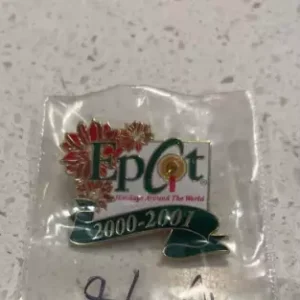 Epcot
Holidays Around The World
2000-2001